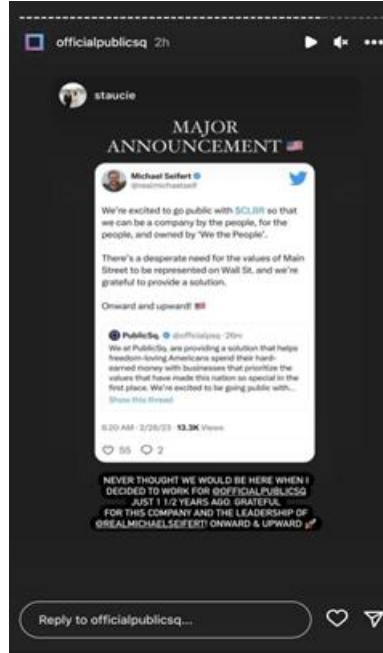 officialpublicsq 2h
staucie
MAJOR
ANNOUNCEMENT 🇺🇸
Michael Seifert
@realmichaelseif
We're excited to go public with $CLBR so that
we can be a company by the people, for the
people, and owned by 'We the People'.
There's a desperate need for the values of Main
Street to be represented on Wall St. and we're
grateful to provide a solution.
Onward and upward! 🇺🇸
PublicSq. @officialpsq · 26m
We at PublicSq. are providing a solution that helps
freedom-loving Americans spend their hard-
earned money with businesses that prioritize the
values that have made this nation so special in the
first place. We're excited to be going public with...
Show this thread
6:20 AM · 2/28/23 · 13.3K Views
55 2
NEVER THOUGHT WE WOULD BE HERE WHEN I
DECIDED TO WORK FOR @OFFICIALPUBLICSQ
JUST 1 1/2 YEARS AGO. GRATEFUL
FOR THIS COMPANY AND THE LEADERSHIP OF
@REALMICHAELSEIFERT! ONWARD & UPWARD 🚀
Reply to officialpublicsq...